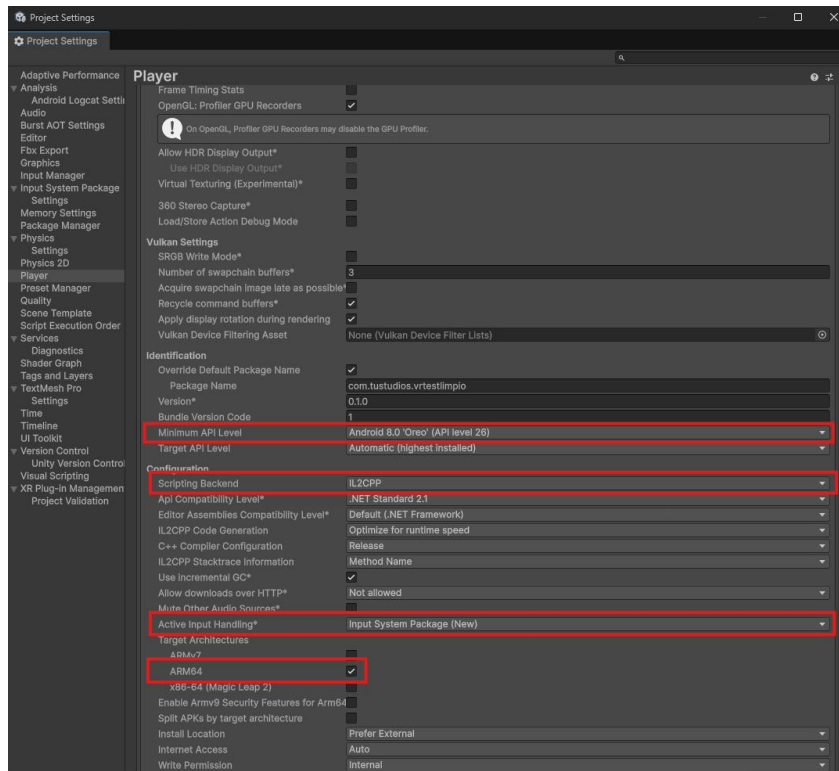 Project Settings
Project Settings
Adaptive Performance
Analysis
Android Logcat Settin
Audio
Burst AOT Settings
Editor
Fbx Export
Graphics
Input Manager
Input System Package
Settings
Memory Settings
Package Manager
Physics
Settings
Physics 2D
Player
Preset Manager
Quality
Scene Template
Script Execution Order
Services
Diagnostics
Shader Graph
Tags and Layers
TextMesh Pro
Settings
Time
Timeline
UI Toolkit
Version Control
Unity Version Control
Visual Scripting
XR Plug-in Managemen
Project Validation
Player
Frame Timing Stats
OpenGL: Profiler GPU Recorders
On OpenGL, Profiler GPU Recorders may disable the GPU Profiler.
Allow HDR Display Output*
Use HDR Display Output*
Virtual Texturing (Experimental)*
360 Stereo Capture*
Load/Store Action Debug Mode
Vulkan Settings
SRGB Write Mode*
Number of swapchain buffers* 3
Acquire swapchain image late as possible*
Recycle command buffers*
Apply display rotation during rendering
Vulkan Device Filtering Asset None (Vulkan Device Filter Lists)
Identification
Override Default Package Name
Package Name com.tustudios.vrtestlimpio
Version* 0.1.0
Bundle Version Code 1
Minimum API Level Android 8.0 'Oreo' (API level 26)
Target API Level Automatic (highest installed)
Configuration
Scripting Backend IL2CPP
Api Compatibility Level* .NET Standard 2.1
Editor Assemblies Compatibility Level* Default (.NET Framework)
IL2CPP Code Generation Optimize for runtime speed
C++ Compiler Configuration Release
IL2CPP Stacktrace Information Method Name
Use incremental GC*
Allow downloads over HTTP* Not allowed
Mute Other Audio Sources*
Active Input Handling* Input System Package (New)
Target Architectures
ARMv7
ARM64
x86-64 (Magic Leap 2)
Enable Armv9 Security Features for Arm64
Split APKs by target architecture
Install Location Prefer External
Internet Access Auto
Write Permission Internal